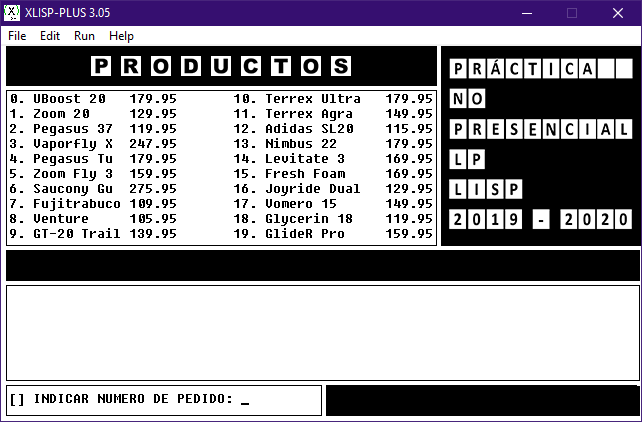 XLISP-PLUS 3.05
File Edit Run Help
PRODUCTOS
0. UBoost 20 179.95
1. Zoom 20 129.95
2. Pegasus 37 119.95
3. Vaporfly X 247.95
4. Pegasus Tu 179.95
5. Zoom Fly 3 159.95
6. Saucony Gu 275.95
7. Fujitrabuco 109.95
8. Venture 105.95
9. GT-20 Trail 139.95
10. Terrex Ultra 179.95
11. Terrex Agra 149.95
12. Adidas SL20 115.95
13. Nimbus 22 179.95
14. Levitate 3 169.95
15. Fresh Foam 169.95
16. Joyride Dual 129.95
17. Vomero 15 149.95
18. Glycerin 18 119.95
19. GlideR Pro 159.95
PRÁCTICA
NO
PRESENCIAL
LP
LISP
2019 - 2020
[] INDICAR NUMERO DE PEDIDO: _